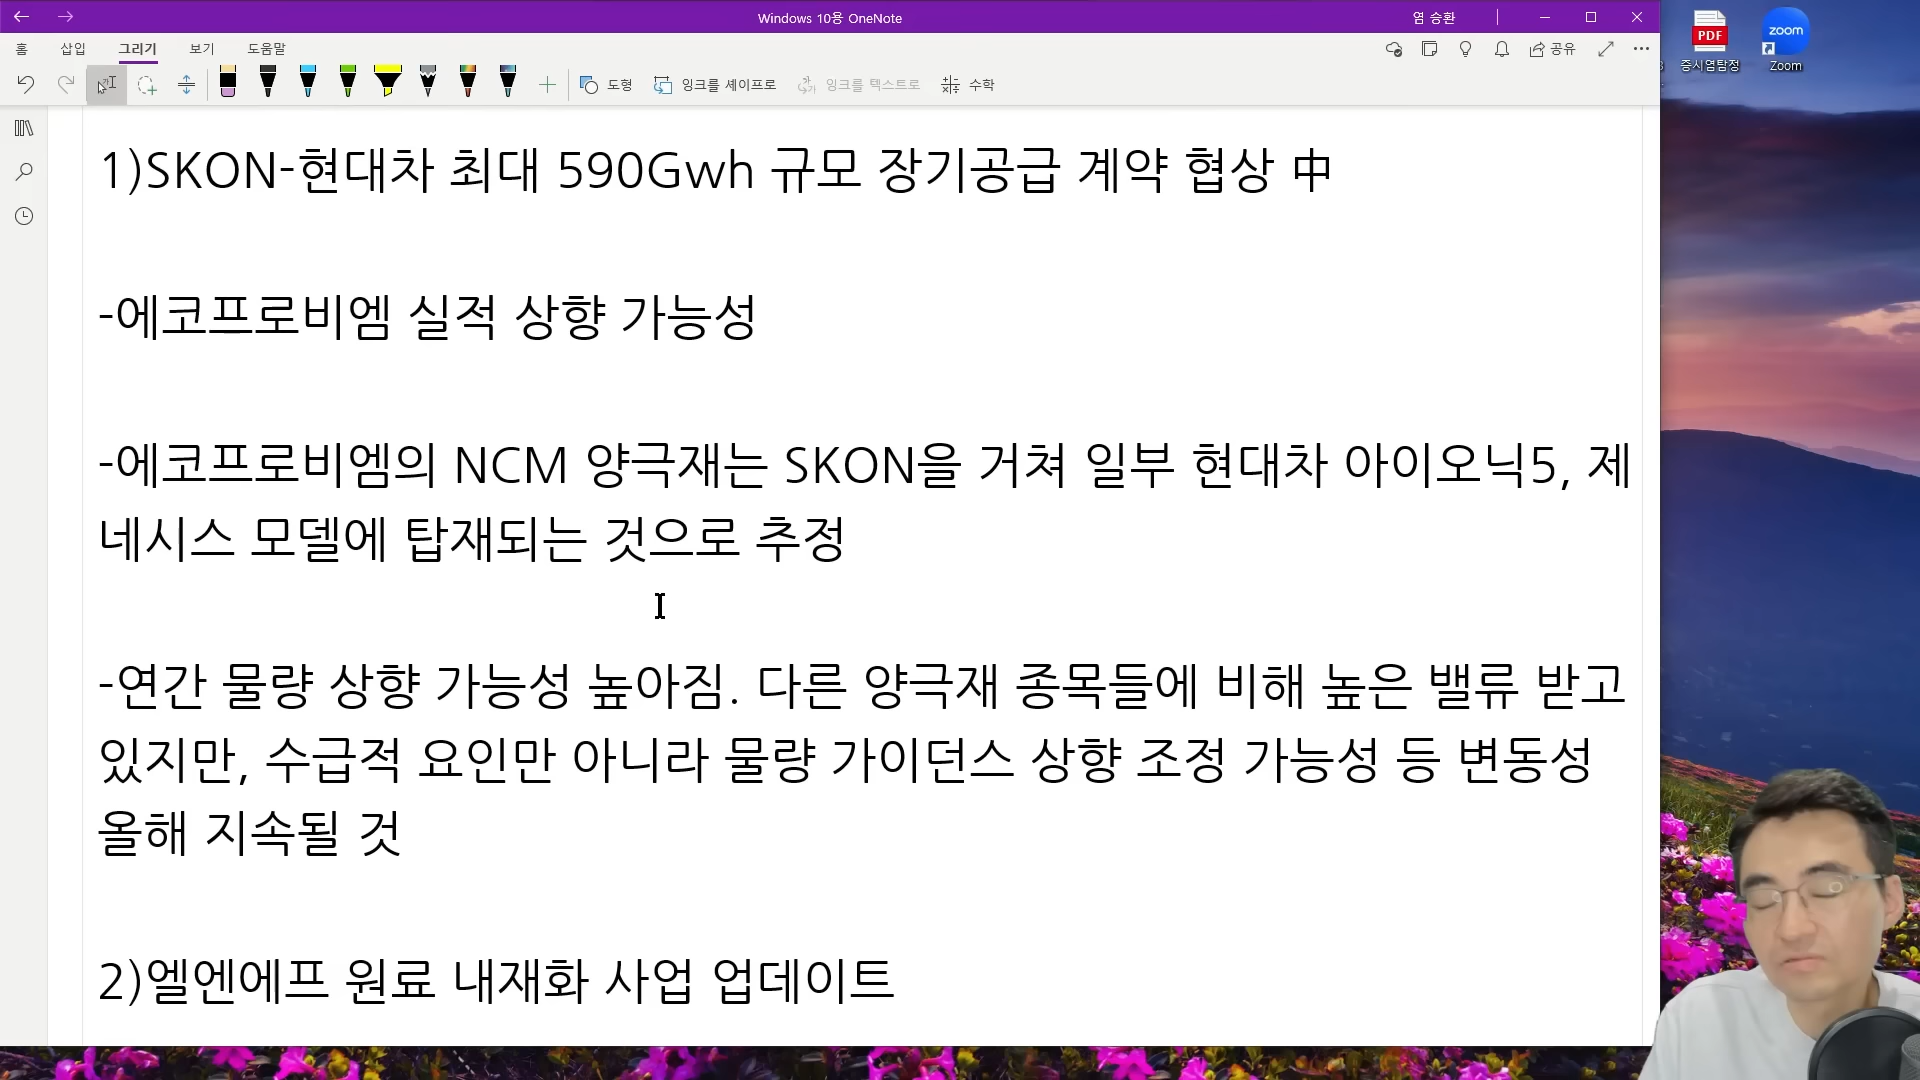 Windows 10용 OneNote
염 승환
홈 삽입 그리기 보기 도움말
공유
도형 잉크를 셰이프로 잉크를 텍스트로 수학
PDF
증시염탐정
zoom
Zoom
1)SKON-현대차 최대 590Gwh 규모 장기공급 계약 협상 中
-에코프로비엠 실적 상향 가능성
-에코프로비엠의 NCM 양극재는 SKON을 거쳐 일부 현대차 아이오닉5, 제
네시스 모델에 탑재되는 것으로 추정
-연간 물량 상향 가능성 높아짐. 다른 양극재 종목들에 비해 높은 밸류 받고
있지만, 수급적 요인만 아니라 물량 가이던스 상향 조정 가능성 등 변동성
올해 지속될 것
2)엘엔에프 원료 내재화 사업 업데이트